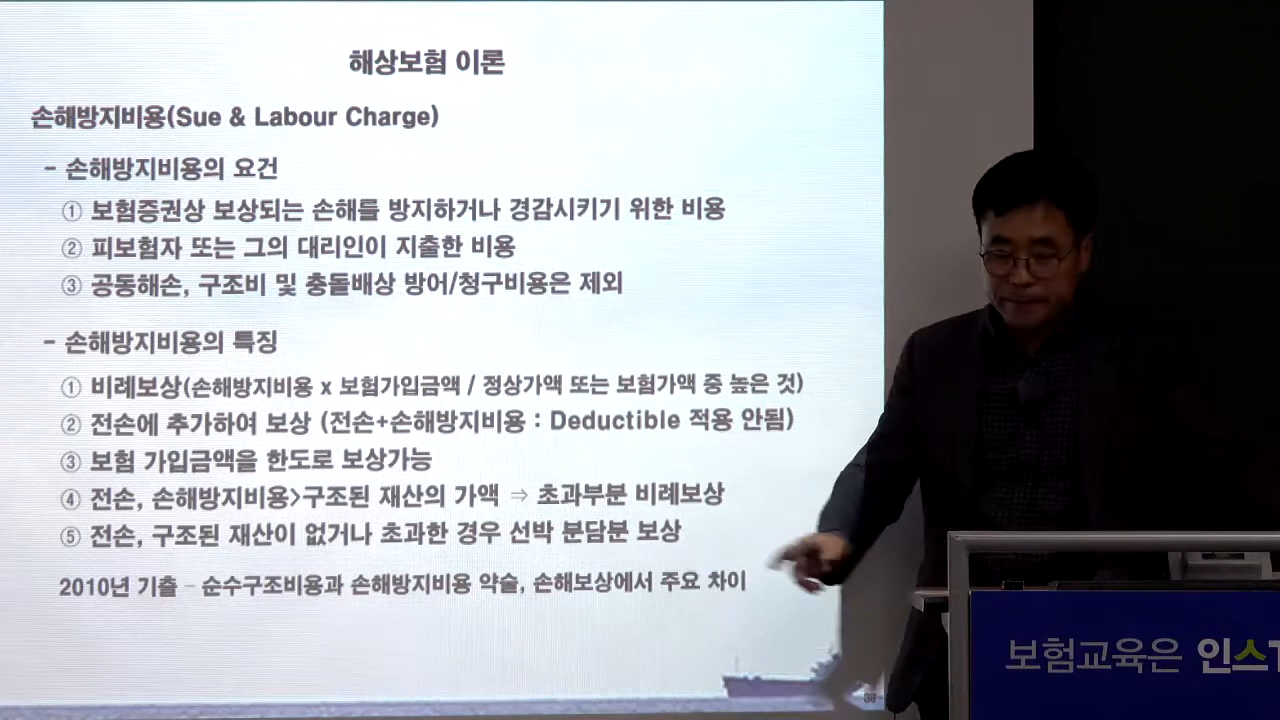 해상보험 이론
손해방지비용(Sue & Labour Charge)
- 손해방지비용의 요건
① 보험증권상 보상되는 손해를 방지하거나 경감시키기 위한 비용
② 피보험자 또는 그의 대리인이 지출한 비용
③ 공동해손, 구조비 및 충돌배상 방어/청구비용은 제외
- 손해방지비용의 특징
① 비례보상(손해방지비용 x 보험가입금액 / 정상가액 또는 보험가액 중 높은 것)
② 전손에 추가하여 보상 (전손+손해방지비용 : Deductible 적용 안됨)
③ 보험 가입금액을 한도로 보상가능
④ 전손, 손해방지비용>구조된 재산의 가액 ⇒ 초과부분 비례보상
⑤ 전손, 구조된 재산이 없거나 초과한 경우 선박 분담분 보상
2010년 기출 – 순수구조비용과 손해방지비용 약술, 손해보상에서 주요 차이
38
보험교육은 인스